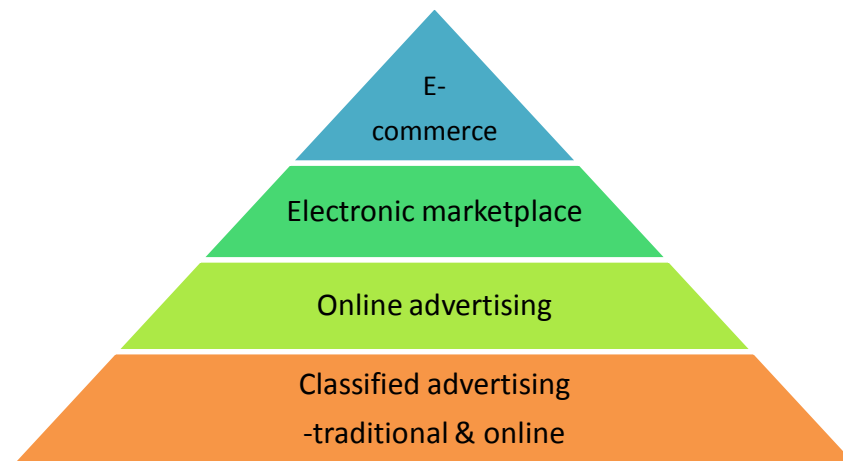 E-
commerce
Electronic marketplace
Online advertising
Classified advertising
-traditional & online